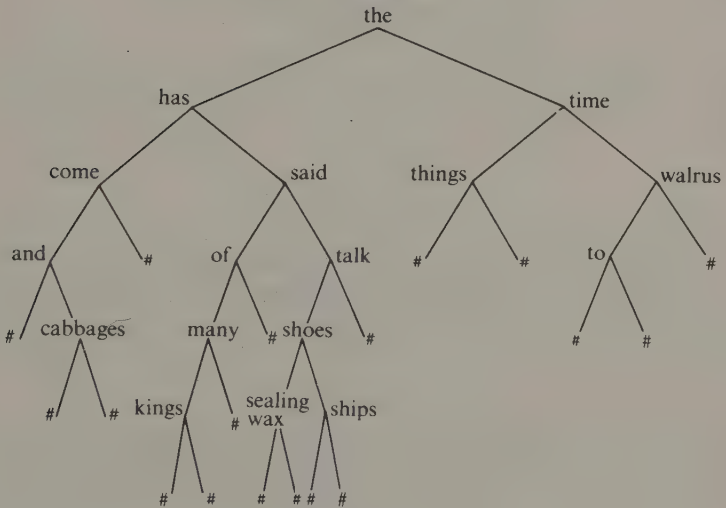 the
has time
come said things walrus
and # of talk # # to #
# cabbages many # shoes # # #
# # kings # sealing wax ships
# # # # # #